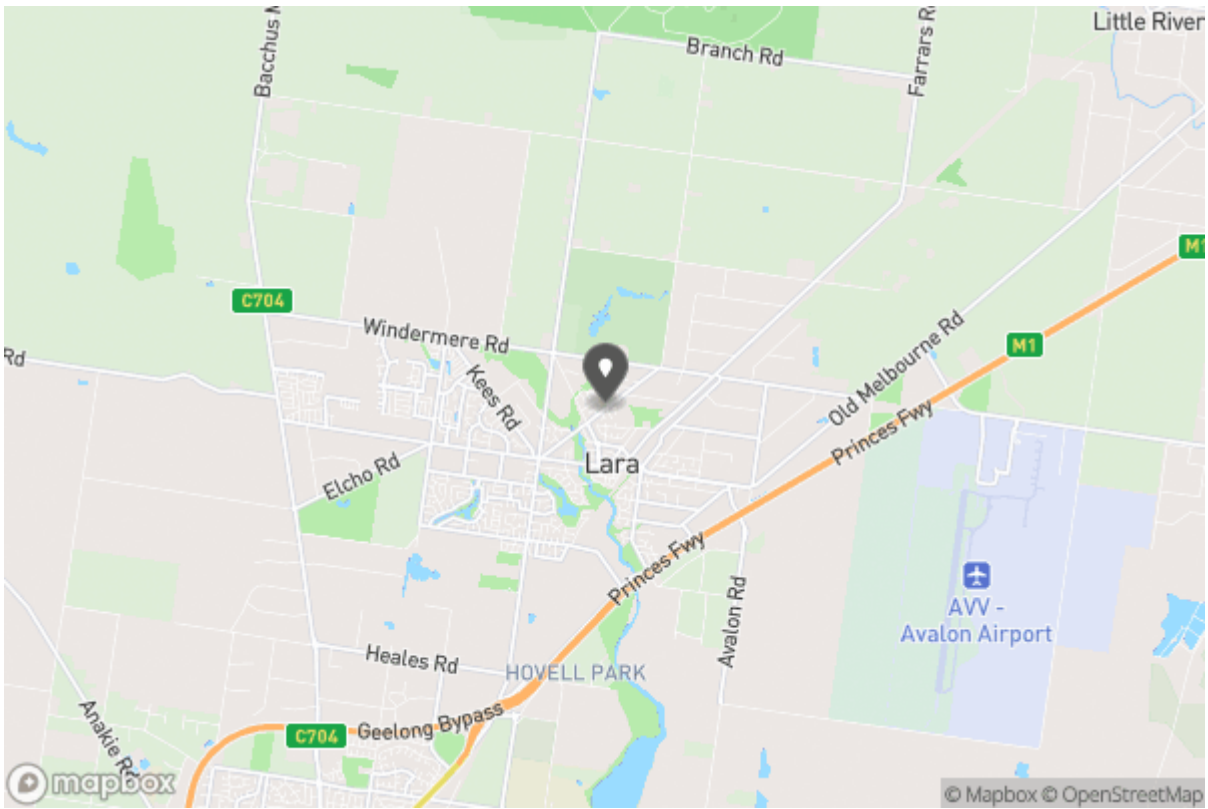 Little River
Bacchus M
Branch Rd
Farrars R
M1
C704
Windermere Rd
Rd
M1
Kees Rd
Old Melbourne Rd
Princes Fwy
Lara
Elcho Rd
Princes Fwy
AVV -
Avalon Airport
Avalon Rd
Heales Rd
HOVELL PARK
Anakie Rd
C704
Geelong Bypass
mapbox
© Mapbox © OpenStreetMap